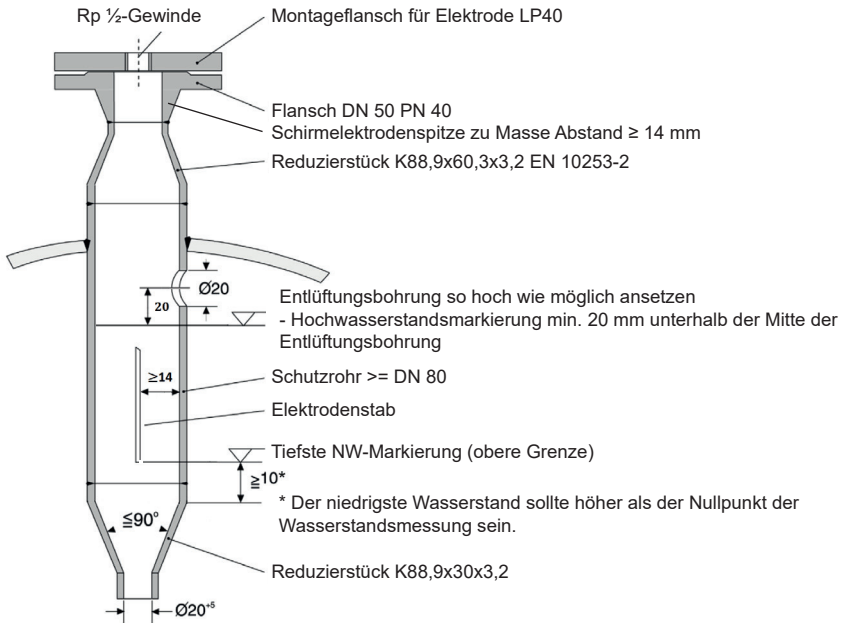 Rp ½-Gewinde
Montageflansch für Elektrode LP40
Flansch DN 50 PN 40
Schirmelektrodenspitze zu Masse Abstand ≥ 14 mm
Reduzierstück K88,9x60,3x3,2 EN 10253-2
Ø20
20
Entlüftungsbohrung so hoch wie möglich ansetzen
- Hochwasserstandsmarkierung min. 20 mm unterhalb der Mitte der
Entlüftungsbohrung
≥14
Schutzrohr >= DN 80
Elektrodenstab
Tiefste NW-Markierung (obere Grenze)
≥10*
* Der niedrigste Wasserstand sollte höher als der Nullpunkt der
Wasserstandsmessung sein.
≦90°
Reduzierstück K88,9x30x3,2
Ø20⁺⁵